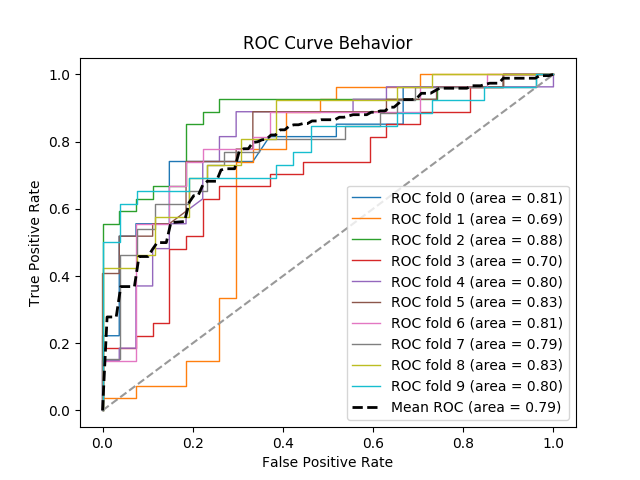 ROC Curve Behavior
True Positive Rate
1.0
0.8
0.6
0.4
0.2
0.0
ROC fold 0 (area = 0.81)
ROC fold 1 (area = 0.69)
ROC fold 2 (area = 0.88)
ROC fold 3 (area = 0.70)
ROC fold 4 (area = 0.80)
ROC fold 5 (area = 0.83)
ROC fold 6 (area = 0.81)
ROC fold 7 (area = 0.79)
ROC fold 8 (area = 0.83)
ROC fold 9 (area = 0.80)
Mean ROC (area = 0.79)
0.0 0.2 0.4 0.6 0.8 1.0
False Positive Rate